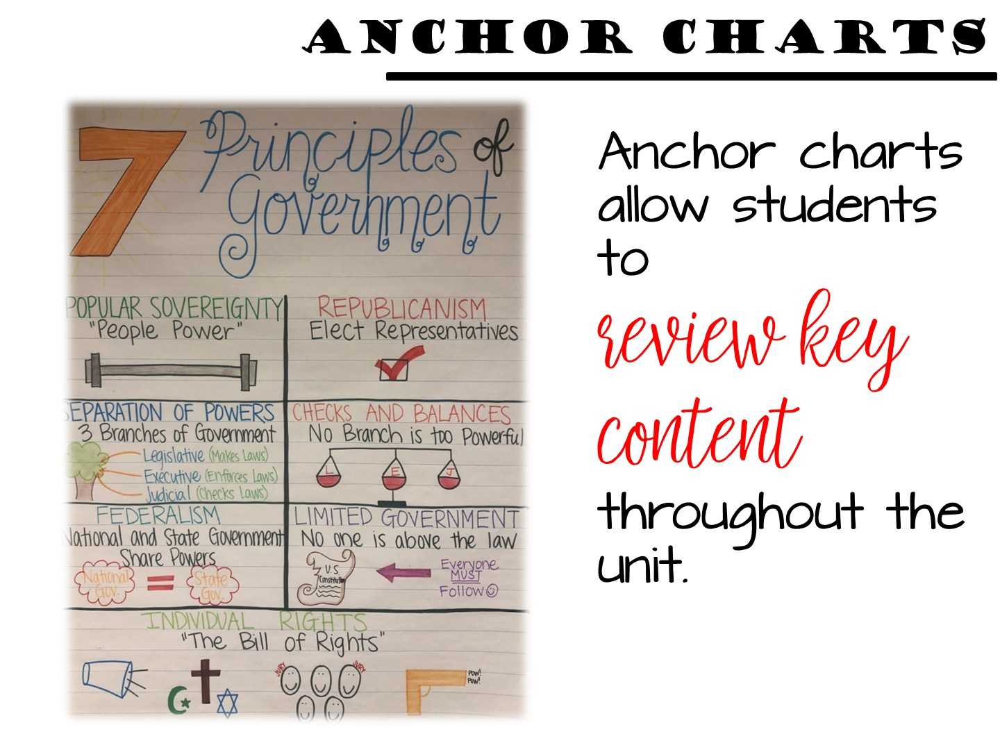 ANCHOR CHARTS
7 Principles of
Government
POPULAR SOVEREIGNTY
"People Power"
REPUBLICANISM
Elect Representatives
SEPARATION OF POWERS
3 Branches of Government
Legislative (Makes Laws)
Executive (Enforces Laws)
Judicial (Checks Laws)
CHECKS AND BALANCES
No Branch is too Powerful
L E J
FEDERALISM
National and State Government
Share Powers
National
Gov.
=
State
Gov.
LIMITED GOVERNMENT
No one is above the law
U.S.
Constitution
Everyone
MUST
Follow
INDIVIDUAL RIGHTS
"The Bill of Rights"
JURY
JURY
POW!
POW!
Anchor charts
allow students
to
review key
content
throughout the
unit.